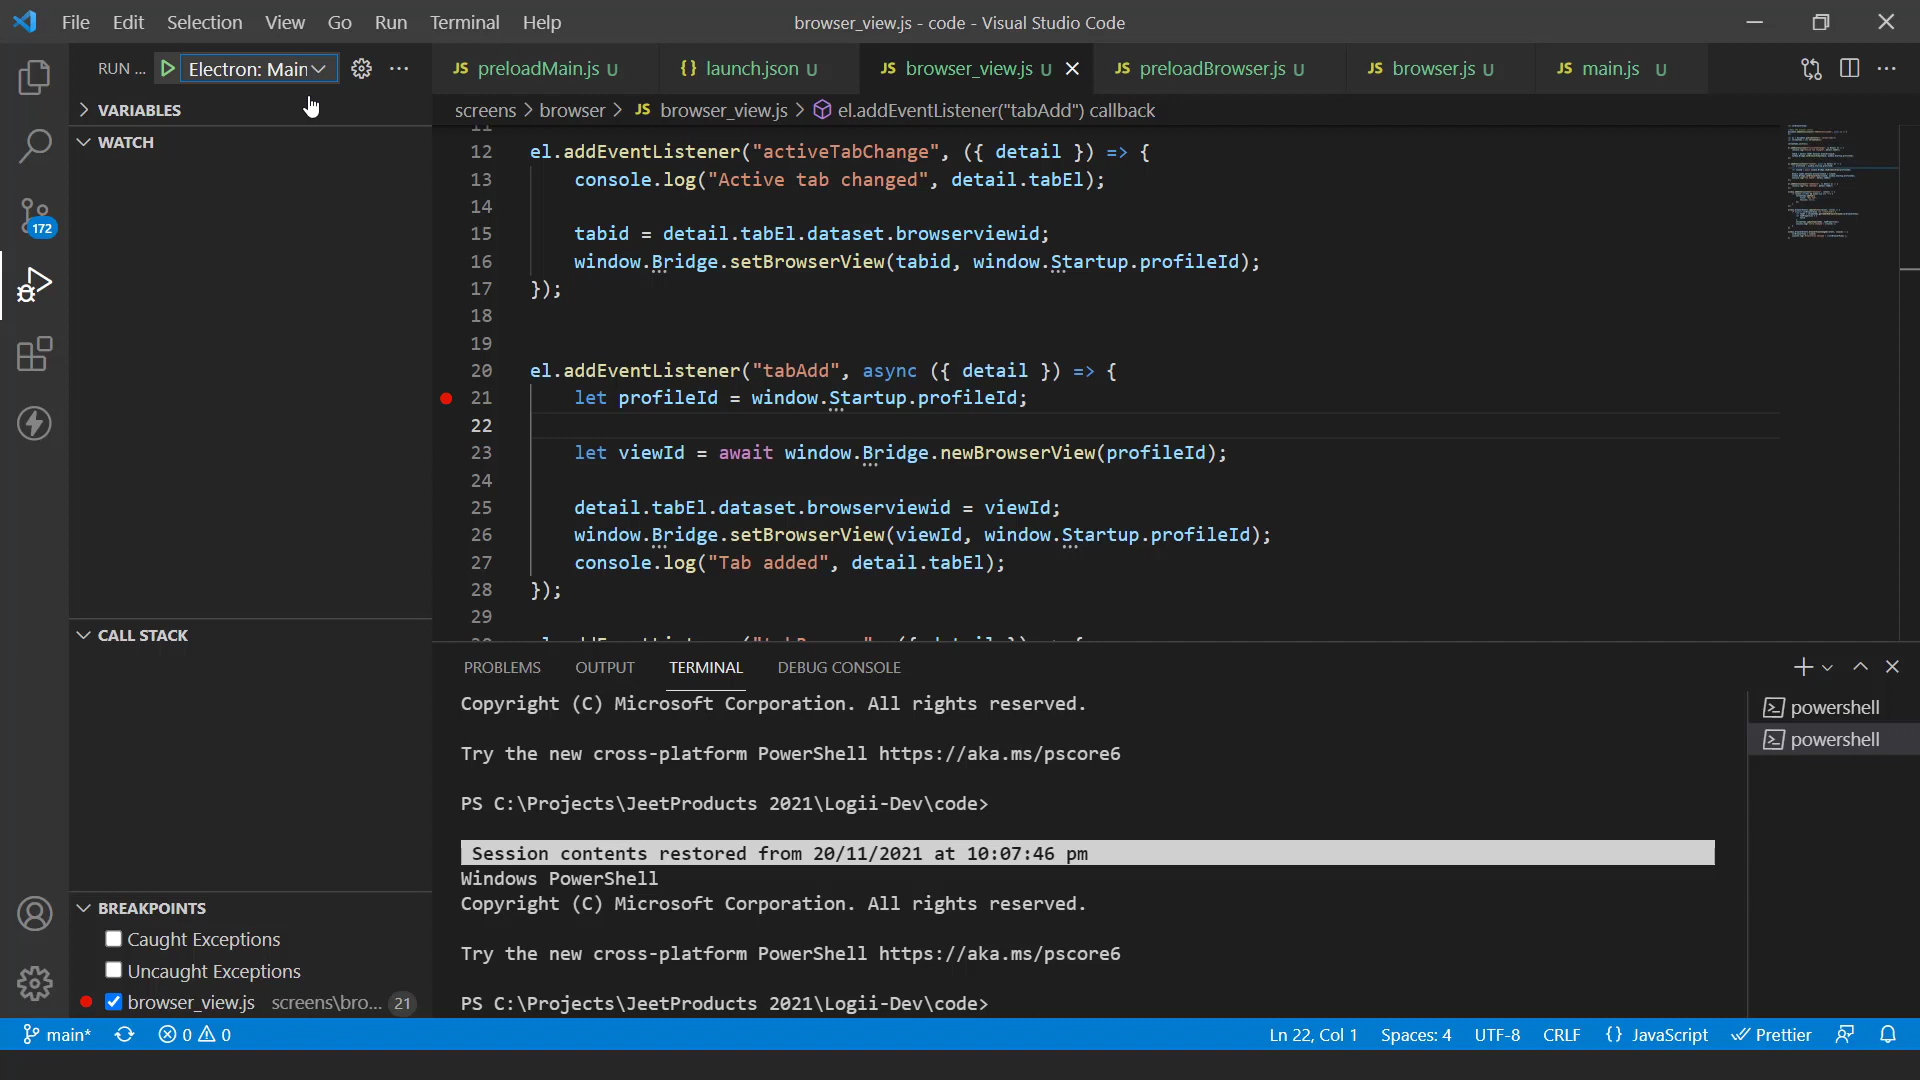 File Edit Selection View Go Run Terminal Help
browser_view.js - code - Visual Studio Code
RUN ... Electron: Main
JS preloadMain.js U
{} launch.json U
JS browser_view.js U
JS preloadBrowser.js U
JS browser.js U
JS main.js U
screens > browser > JS browser_view.js > el.addEventListener("tabAdd") callback
VARIABLES
WATCH
172
11
12 el.addEventListener("activeTabChange", ({ detail }) => {
13 console.log("Active tab changed", detail.tabEl);
14
15 tabid = detail.tabEl.dataset.browserviewid;
16 window.Bridge.setBrowserView(tabid, window.Startup.profileId);
17 });
18
19
20 el.addEventListener("tabAdd", async ({ detail }) => {
21 let profileId = window.Startup.profileId;
22
23 let viewId = await window.Bridge.newBrowserView(profileId);
24
25 detail.tabEl.dataset.browserviewid = viewId;
26 window.Bridge.setBrowserView(viewId, window.Startup.profileId);
27 console.log("Tab added", detail.tabEl);
28 });
29
CALL STACK
BREAKPOINTS
Caught Exceptions
Uncaught Exceptions
browser_view.js screens\bro... 21
PROBLEMS OUTPUT TERMINAL DEBUG CONSOLE
Copyright (C) Microsoft Corporation. All rights reserved.
Try the new cross-platform PowerShell https://aka.ms/pscore6
PS C:\Projects\JeetProducts 2021\Logii-Dev\code>
Session contents restored from 20/11/2021 at 10:07:46 pm
Windows PowerShell
Copyright (C) Microsoft Corporation. All rights reserved.
Try the new cross-platform PowerShell https://aka.ms/pscore6
PS C:\Projects\JeetProducts 2021\Logii-Dev\code>
powershell
powershell
main* 0 0
Ln 22, Col 1 Spaces: 4 UTF-8 CRLF {} JavaScript Prettier